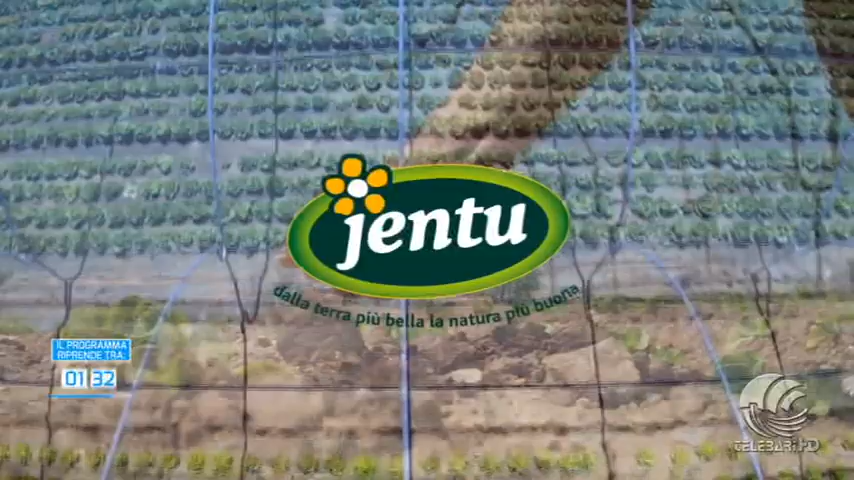 jentu
dalla terra più bella la natura più buona
IL PROGRAMMA
RIPRENDE TRA:
01 32
TELEBARI HD